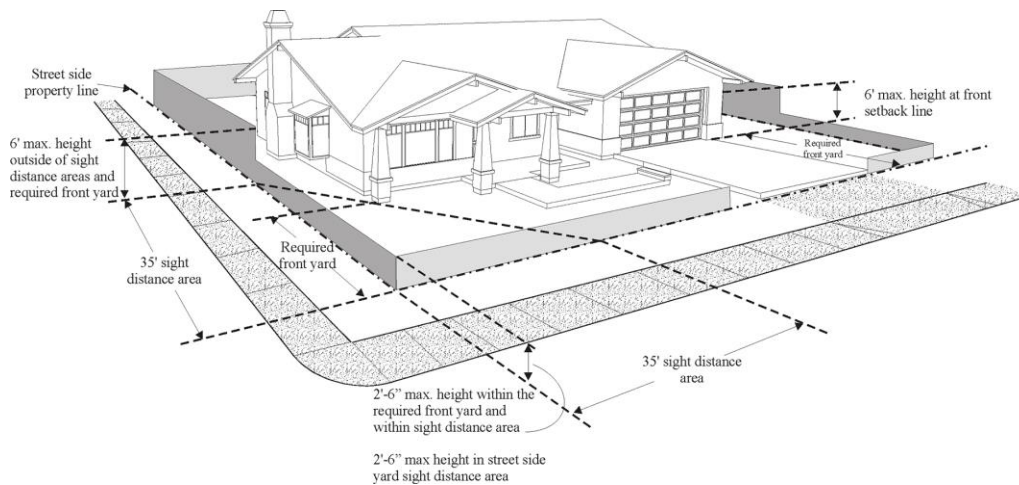 Street side
property line
6' max. height
outside of sight
distance areas and
required front yard
35' sight
distance area
Required
front yard
6' max. height at front
setback line
Required
front yard
35' sight distance
area
2'-6” max. height within the
required front yard and
within sight distance area
2'-6” max height in street side
yard sight distance area